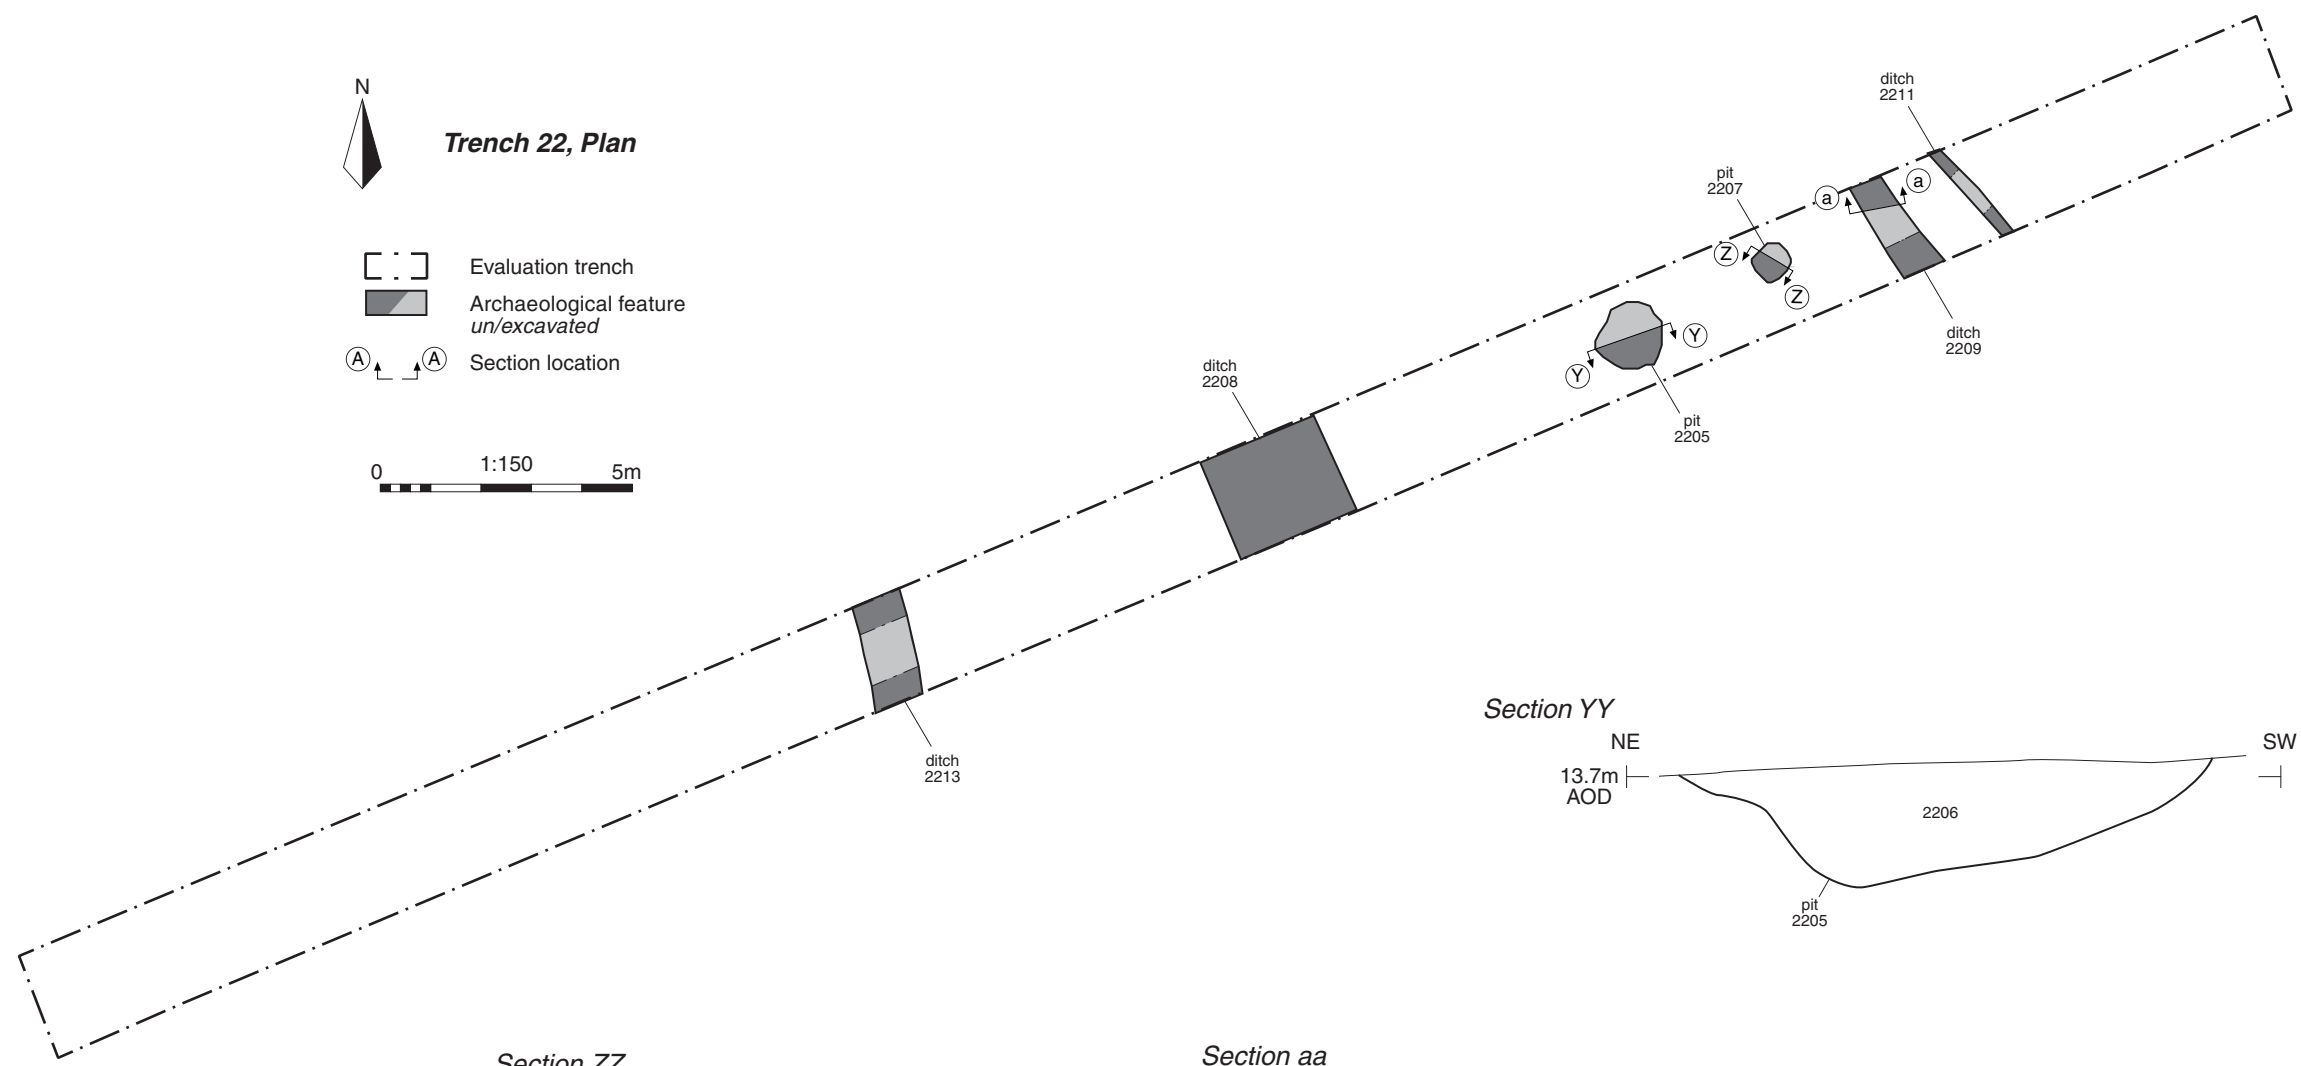 N
Trench 22, Plan
Evaluation trench
Archaeological feature
un/excavated
A
A
Section location
0
1:150
5m
ditch
2211
pit
2207
a
a
Z
Z
ditch
2209
Y
Y
pit
2205
ditch
2208
ditch
2213
Section YY
NE
SW
13.7m
AOD
2206
pit
2205
Section ZZ
Section aa